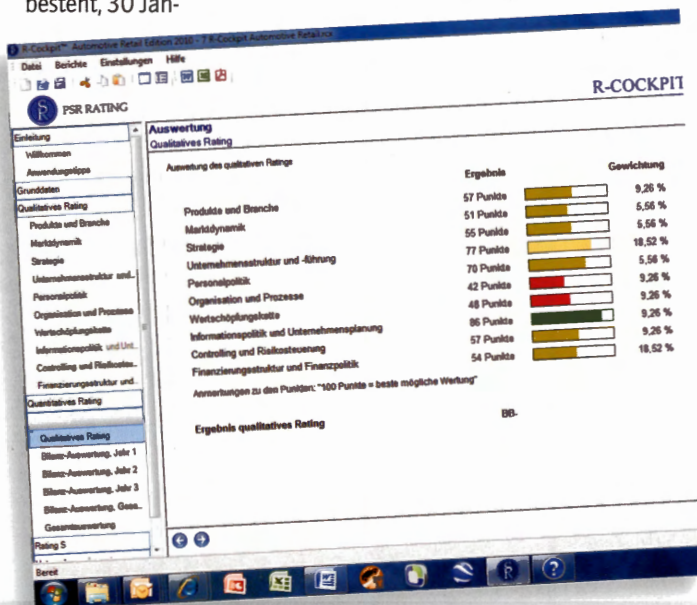 besteht, 30 Jah-
R-Cockpit™ Automotive Retail Edition 2010 - 7 R-Cockpit Automotive Retail.rcx
Datei Berichte Einstellungen Hilfe
PSR RATING
R-COCKPIT
Einleitung
Willkommen
Anwendungstipps
Grunddaten
Qualitatives Rating
Produkte und Branche
Marktdynamik
Strategie
Unternehmensstruktur und..
Personalpolitik
Organisation und Prozesse
Wertschöpfungskette
Informationspolitik und Unt..
Controlling und Risikosteu..
Finanzierungsstruktur und..
Quantitatives Rating
Qualitatives Rating
Bilanz-Auswertung, Jahr 1
Bilanz-Auswertung, Jahr 2
Bilanz-Auswertung, Jahr 3
Bilanz-Auswertung, Gesa..
Gesamtauswertung
Rating S
Bereit
Auswertung
Qualitatives Rating
Auswertung des qualitativen Ratings
Ergebnis Gewichtung
Produkte und Branche 57 Punkte 9,26 %
Marktdynamik 51 Punkte 5,56 %
Strategie 55 Punkte 5,56 %
Unternehmensstruktur und -führung 77 Punkte 18,52 %
Personalpolitik 70 Punkte 5,56 %
Organisation und Prozesse 42 Punkte 9,26 %
Wertschöpfungskette 48 Punkte 9,26 %
Informationspolitik und Unternehmensplanung 86 Punkte 9,26 %
Controlling und Risikosteuerung 57 Punkte 9,26 %
Finanzierungsstruktur und Finanzpolitik 54 Punkte 18,52 %
Anmerkungen zu den Punkten: "100 Punkte = beste mögliche Wertung"
Ergebnis qualitatives Rating BB-